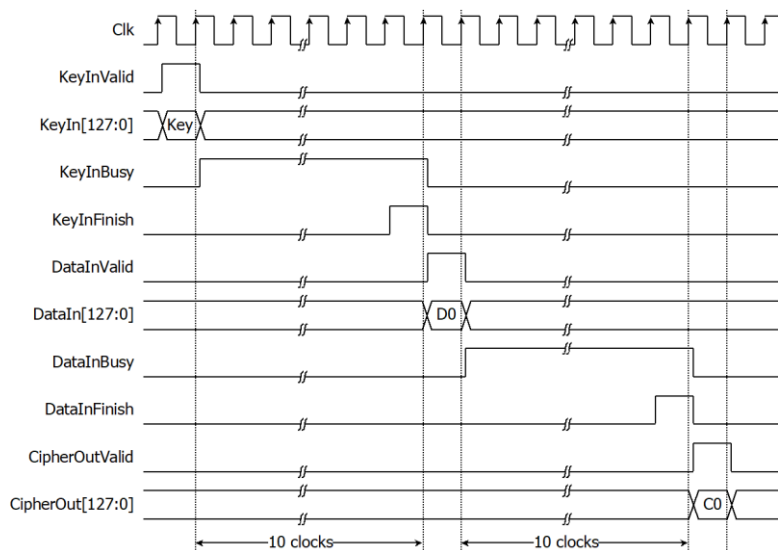 Clk
KeyInValid
KeyIn[127:0] Key
KeyInBusy
KeyInFinish
DataInValid
DataIn[127:0] D0
DataInBusy
DataInFinish
CipherOutValid
CipherOut[127:0] C0
10 clocks 10 clocks